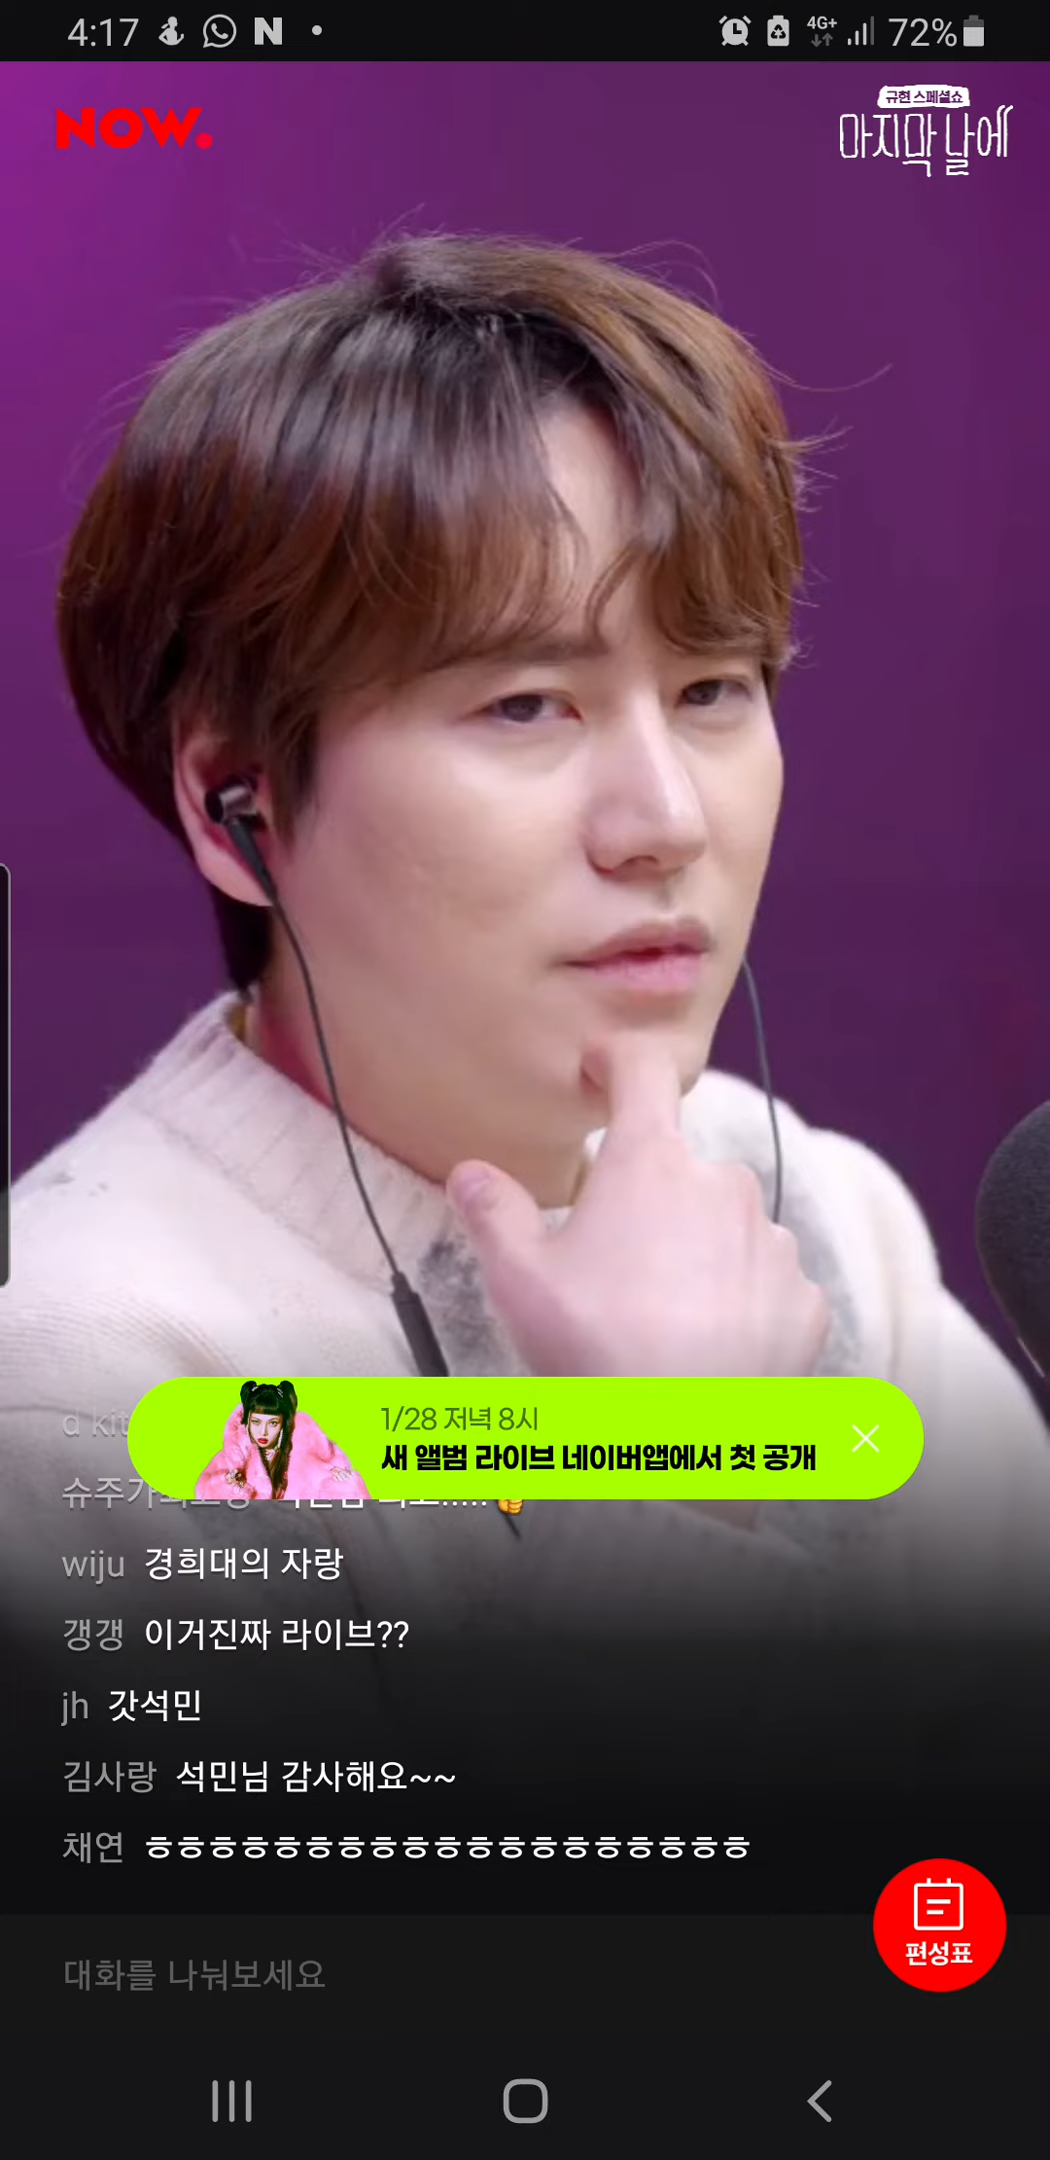 4:17
N
4G+
72%
NOW.
규현 스페셜쇼
마지막 날에
1/28 저녁 8시
새 앨범 라이브 네이버앱에서 첫 공개
d kit
슈주
wiju 경희대의 자랑
갱갱 이거진짜 라이브??
jh 갓석민
김사랑 석민님 감사해요~~
채연 ㅎㅎㅎㅎㅎㅎㅎㅎㅎㅎㅎㅎㅎㅎㅎㅎㅎㅎㅎ
편성표
대화를 나눠보세요